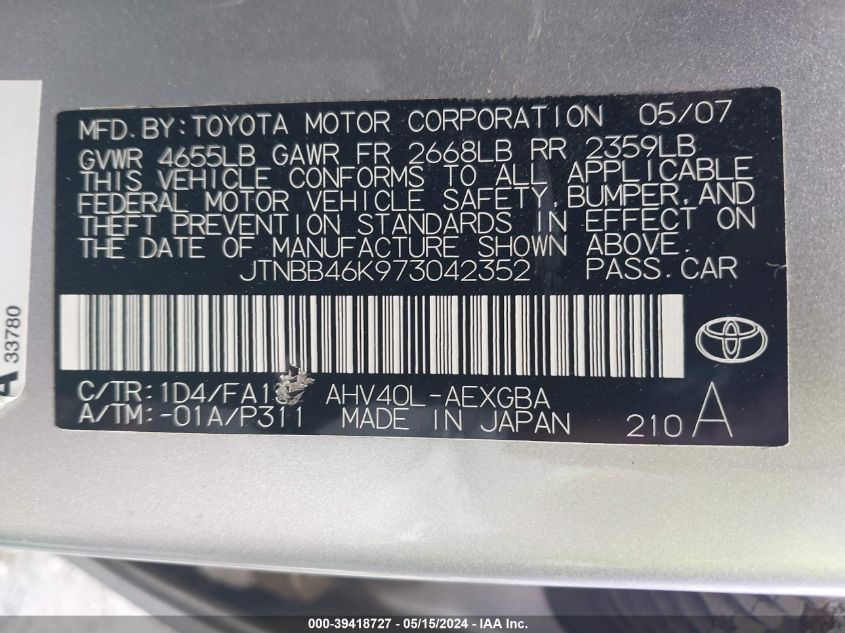 MFD. BY: TOYOTA MOTOR CORPORATION 05/07
GVWR 4655LB GAWR FR 2668LB RR 2359LB
THIS VEHICLE CONFORMS TO ALL APPLICABLE
FEDERAL MOTOR VEHICLE SAFETY, BUMPER, AND
THEFT PREVENTION STANDARDS IN EFFECT ON
THE DATE OF MANUFACTURE SHOWN ABOVE.
JTNBB46K973042352 PASS. CAR
C/TR: 1D4/ AHV40L-AEXGBA
A/TM: -01A/P311 MADE IN JAPAN 210 A
A 33780
000-39418727 - 05/15/2024 - IAA Inc.